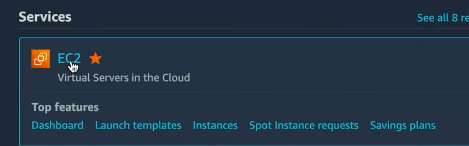 Services
See all 8 re
EC2
Virtual Servers in the Cloud
Top features
Dashboard Launch templates Instances Spot Instance requests Savings plans